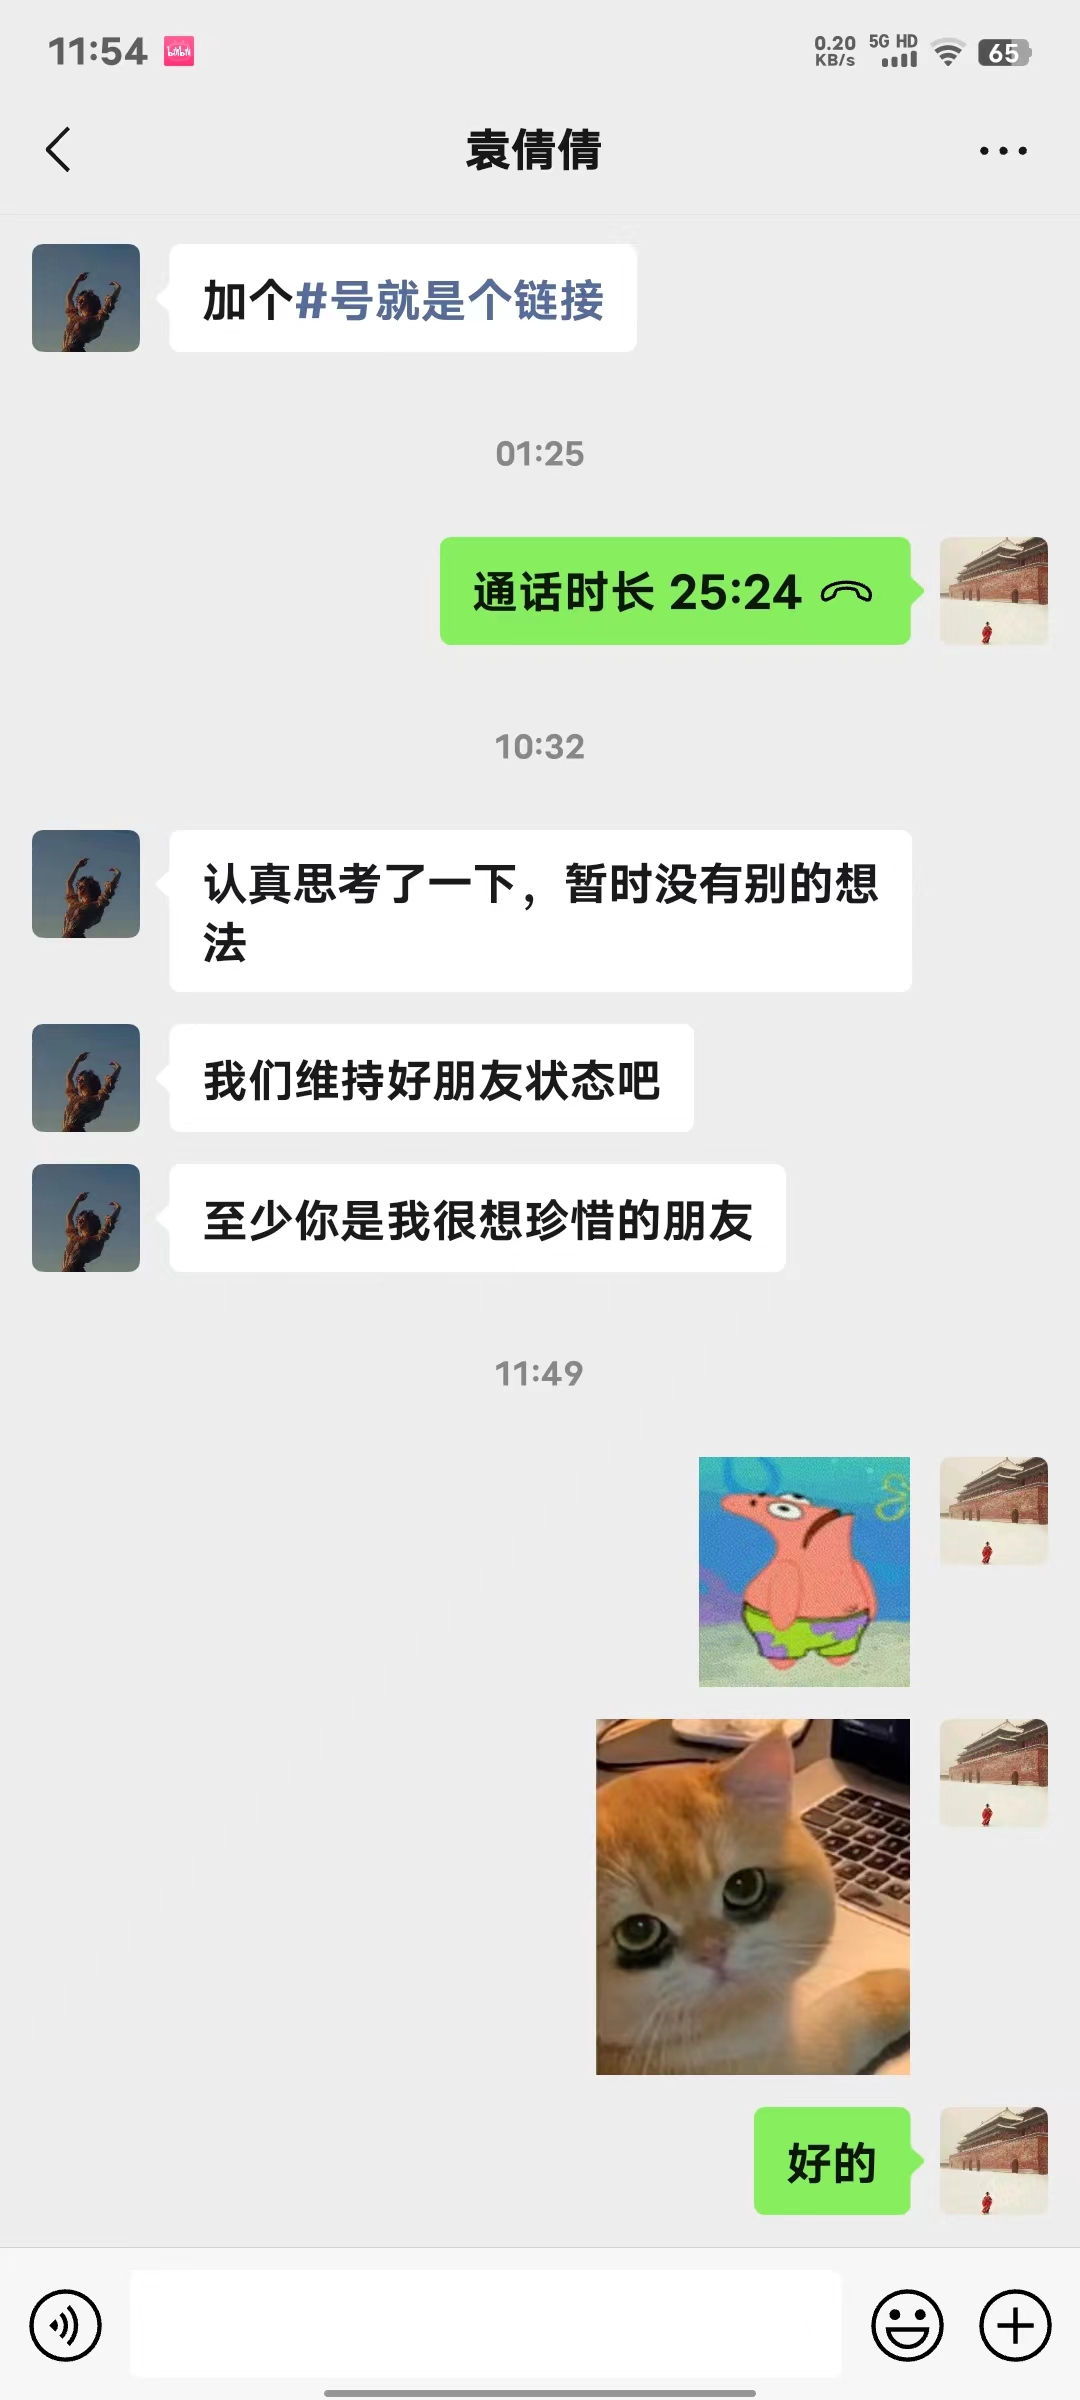 11:54 bilibili 0.20 KB/s 5G HD 65
袁倩倩
加个#号就是个链接
01:25
通话时长 25:24
10:32
认真思考了一下，暂时没有别的想
法
我们维持好朋友状态吧
至少你是我很想珍惜的朋友
11:49
好的